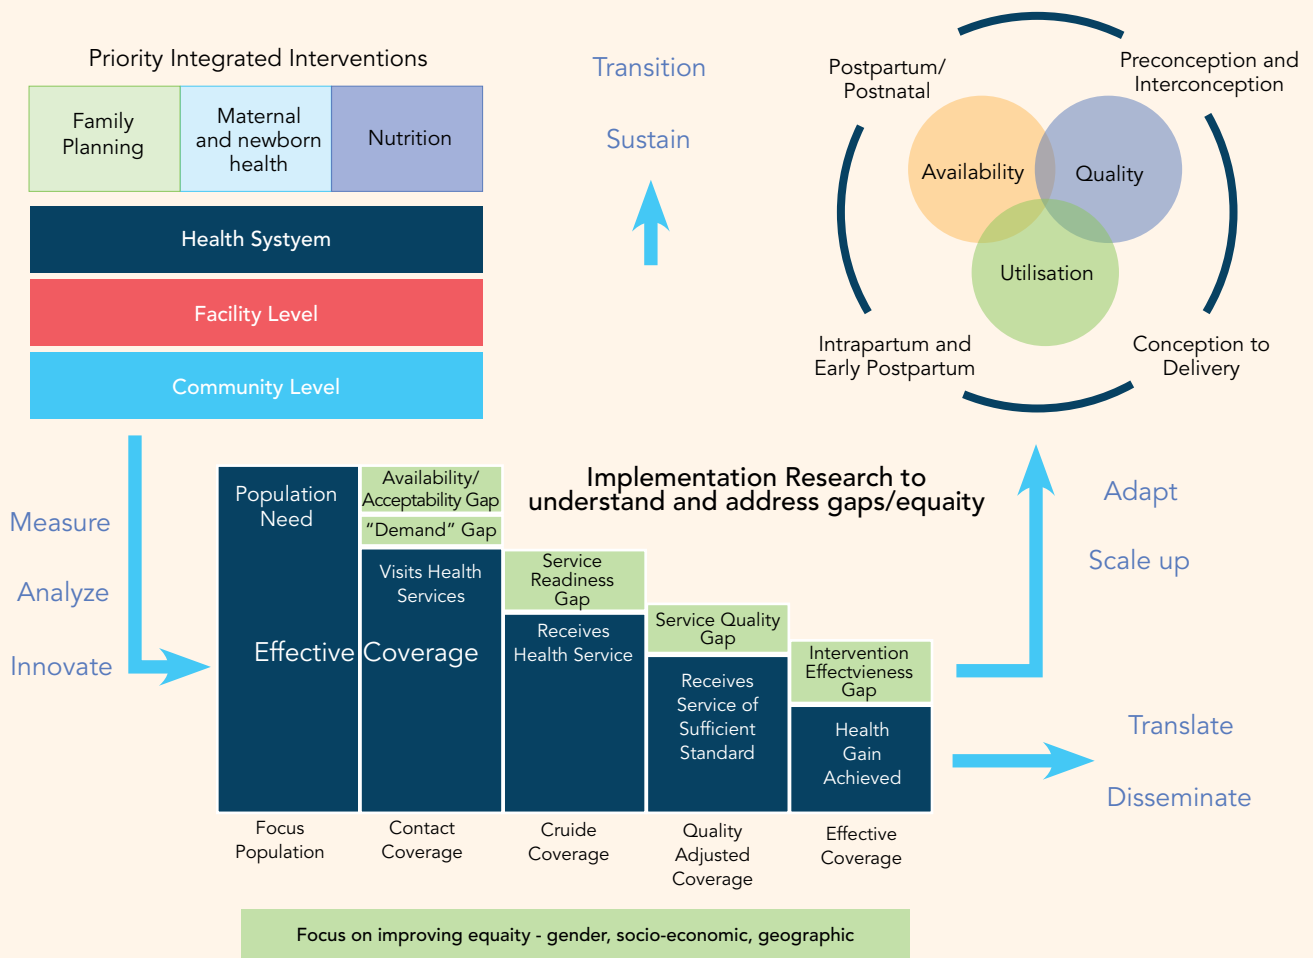 Priority Integrated Interventions
Family
Planning
Maternal
and newborn
health
Nutrition
Health Systyem
Facility Level
Community Level
Transition
Sustain
Postpartum/
Postnatal
Preconception and
Interconception
Availability
Quality
Utilisation
Intrapartum and
Early Postpartum
Conception to
Delivery
Measure
Analyze
Innovate
Implementation Research to
understand and address gaps/equaity
Population
Need
Availability/
Acceptability Gap
“Demand” Gap
Visits Health
Services
Effective Coverage
Service
Readiness
Gap
Receives
Health Service
Service Quality
Gap
Receives
Service of
Sufficient
Standard
Intervention
Effectvieness
Gap
Health
Gain
Achieved
Adapt
Scale up
Translate
Disseminate
Focus
Population
Contact
Coverage
Cruide
Coverage
Quality
Adjusted
Coverage
Effective
Coverage
Focus on improving equity - gender, socio-economic, geographic